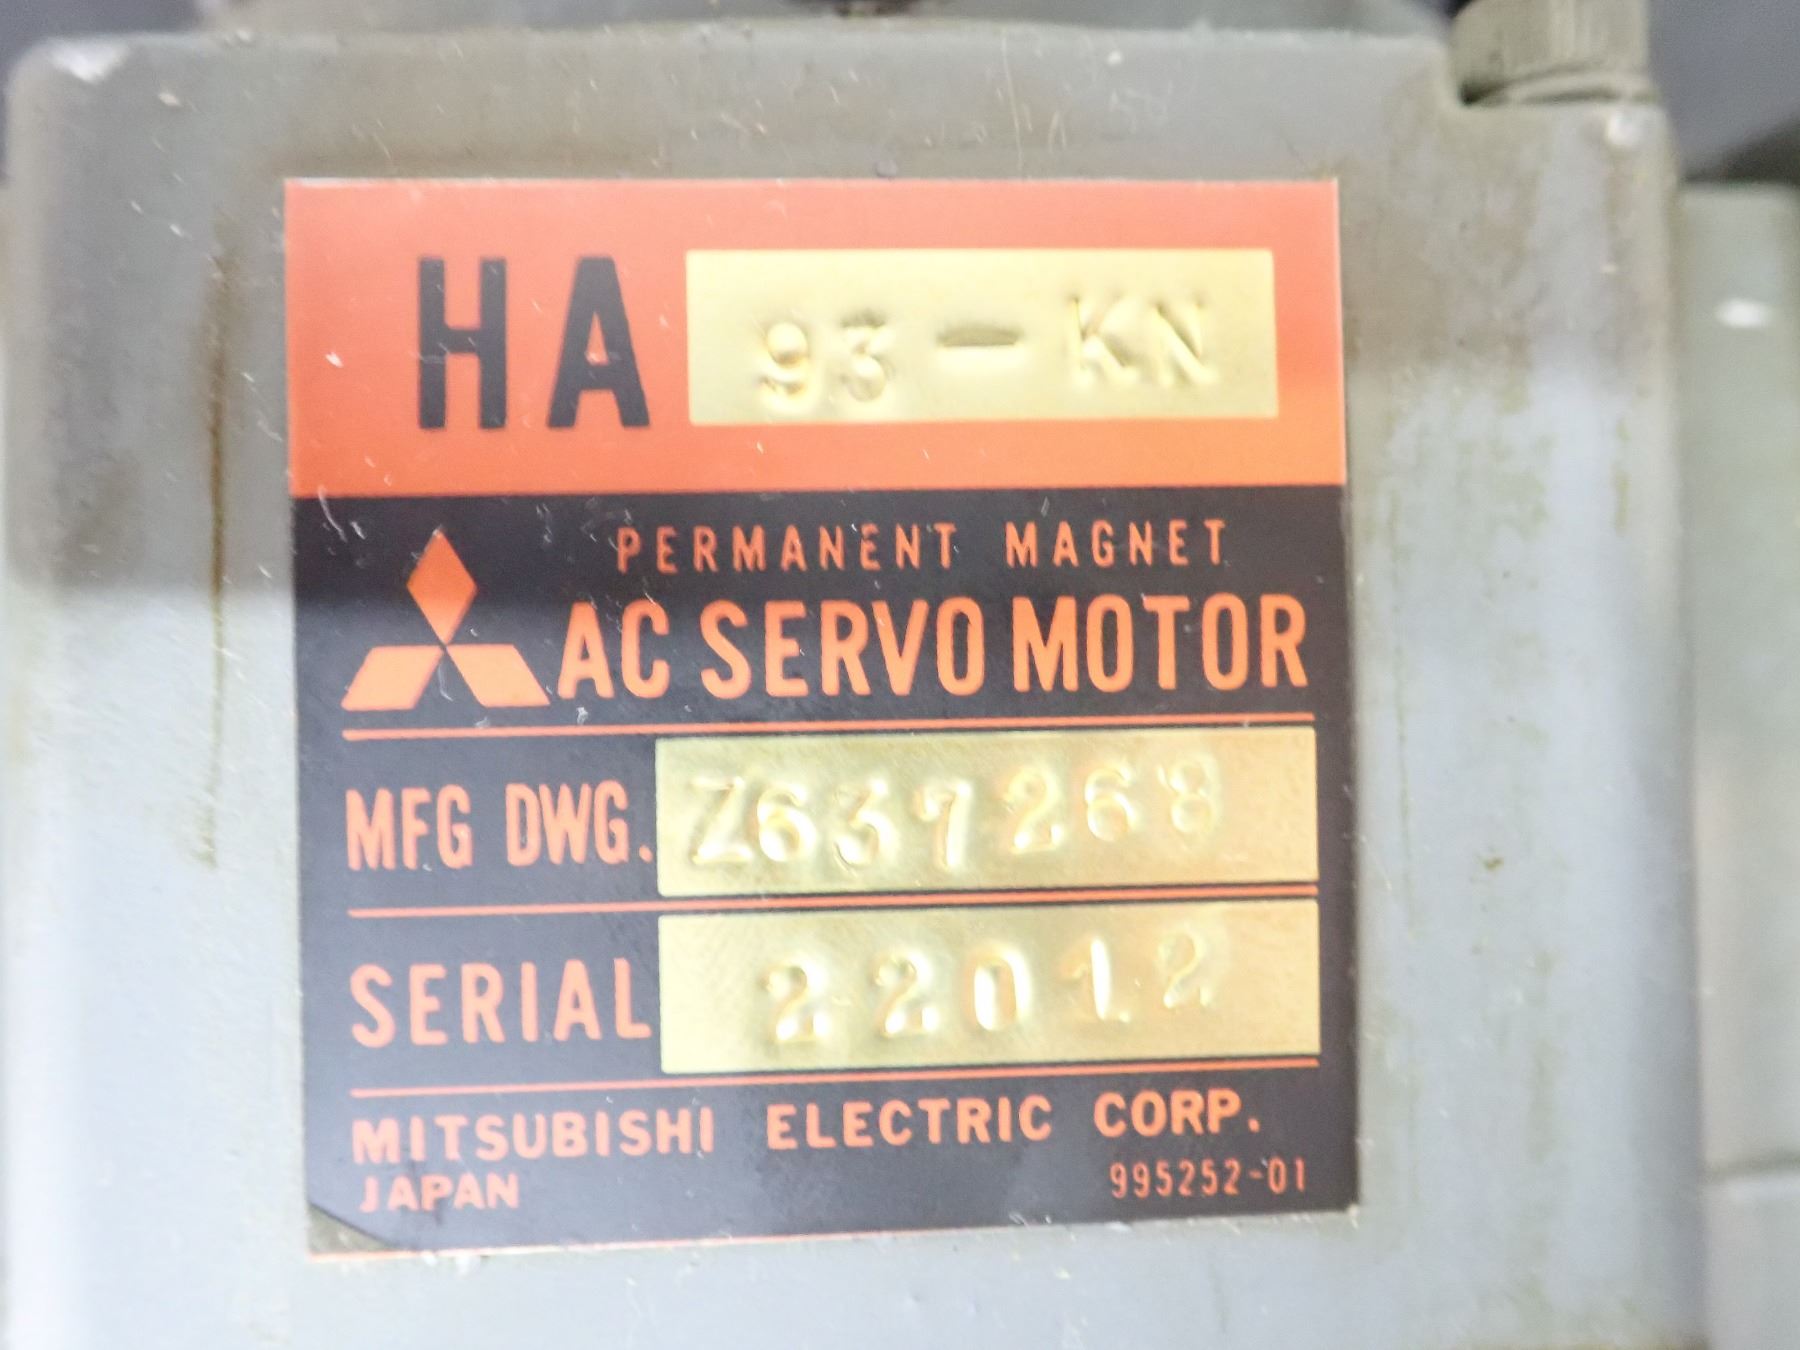 HA 93-KN
PERMANENT MAGNET
AC SERVO MOTOR
MFG DWG. Z637268
SERIAL 22012
MITSUBISHI ELECTRIC CORP.
JAPAN 995252-01